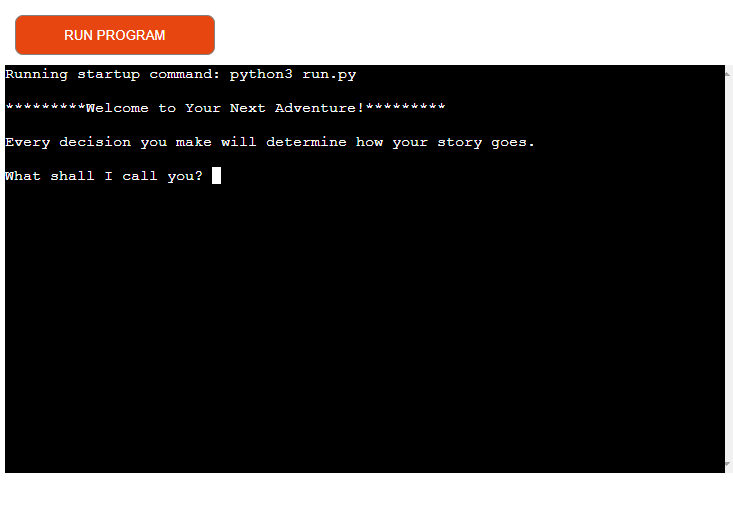 RUN PROGRAM
Running startup command: python3 run.py
*********Welcome to Your Next Adventure!*********
Every decision you make will determine how your story goes.
What shall I call you?